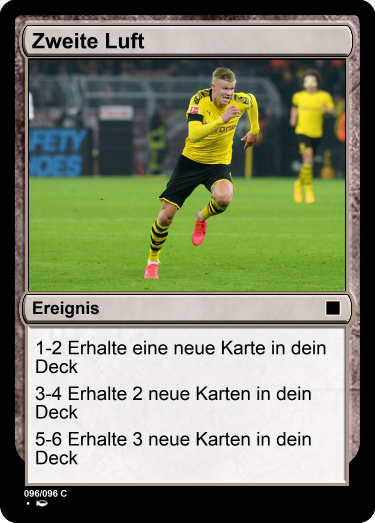 Zweite Luft
Ereignis
1-2 Erhalte eine neue Karte in dein
Deck
3-4 Erhalte 2 neue Karten in dein
Deck
5-6 Erhalte 3 neue Karten in dein
Deck
096/096 C